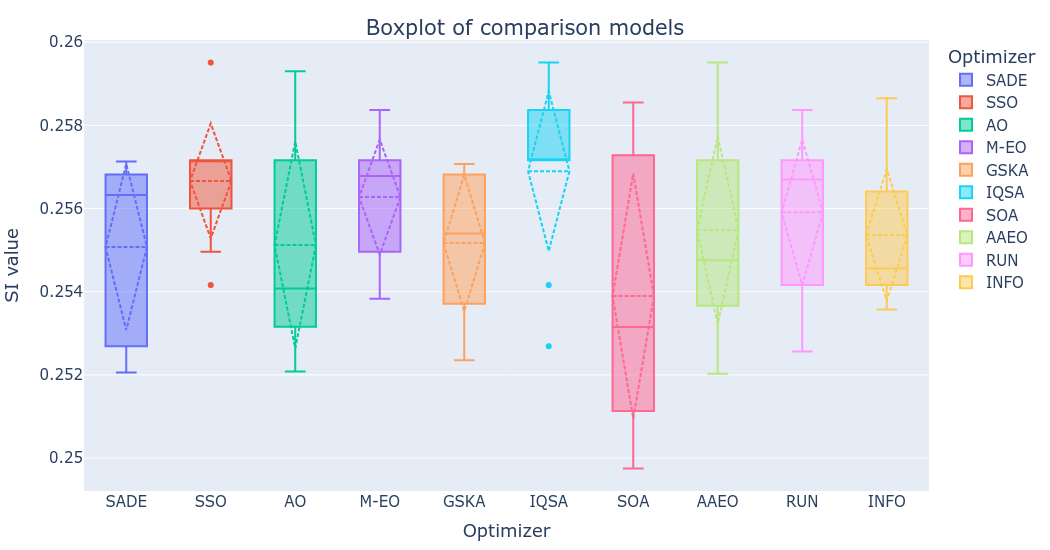 Boxplot of comparison models
0.26
0.258
0.256
0.254
0.252
0.25
SI value
SADE
SSO
AO
M-EO
GSKA
IQSA
SOA
AAEO
RUN
INFO
Optimizer
Optimizer
SADE
SSO
AO
M-EO
GSKA
IQSA
SOA
AAEO
RUN
INFO